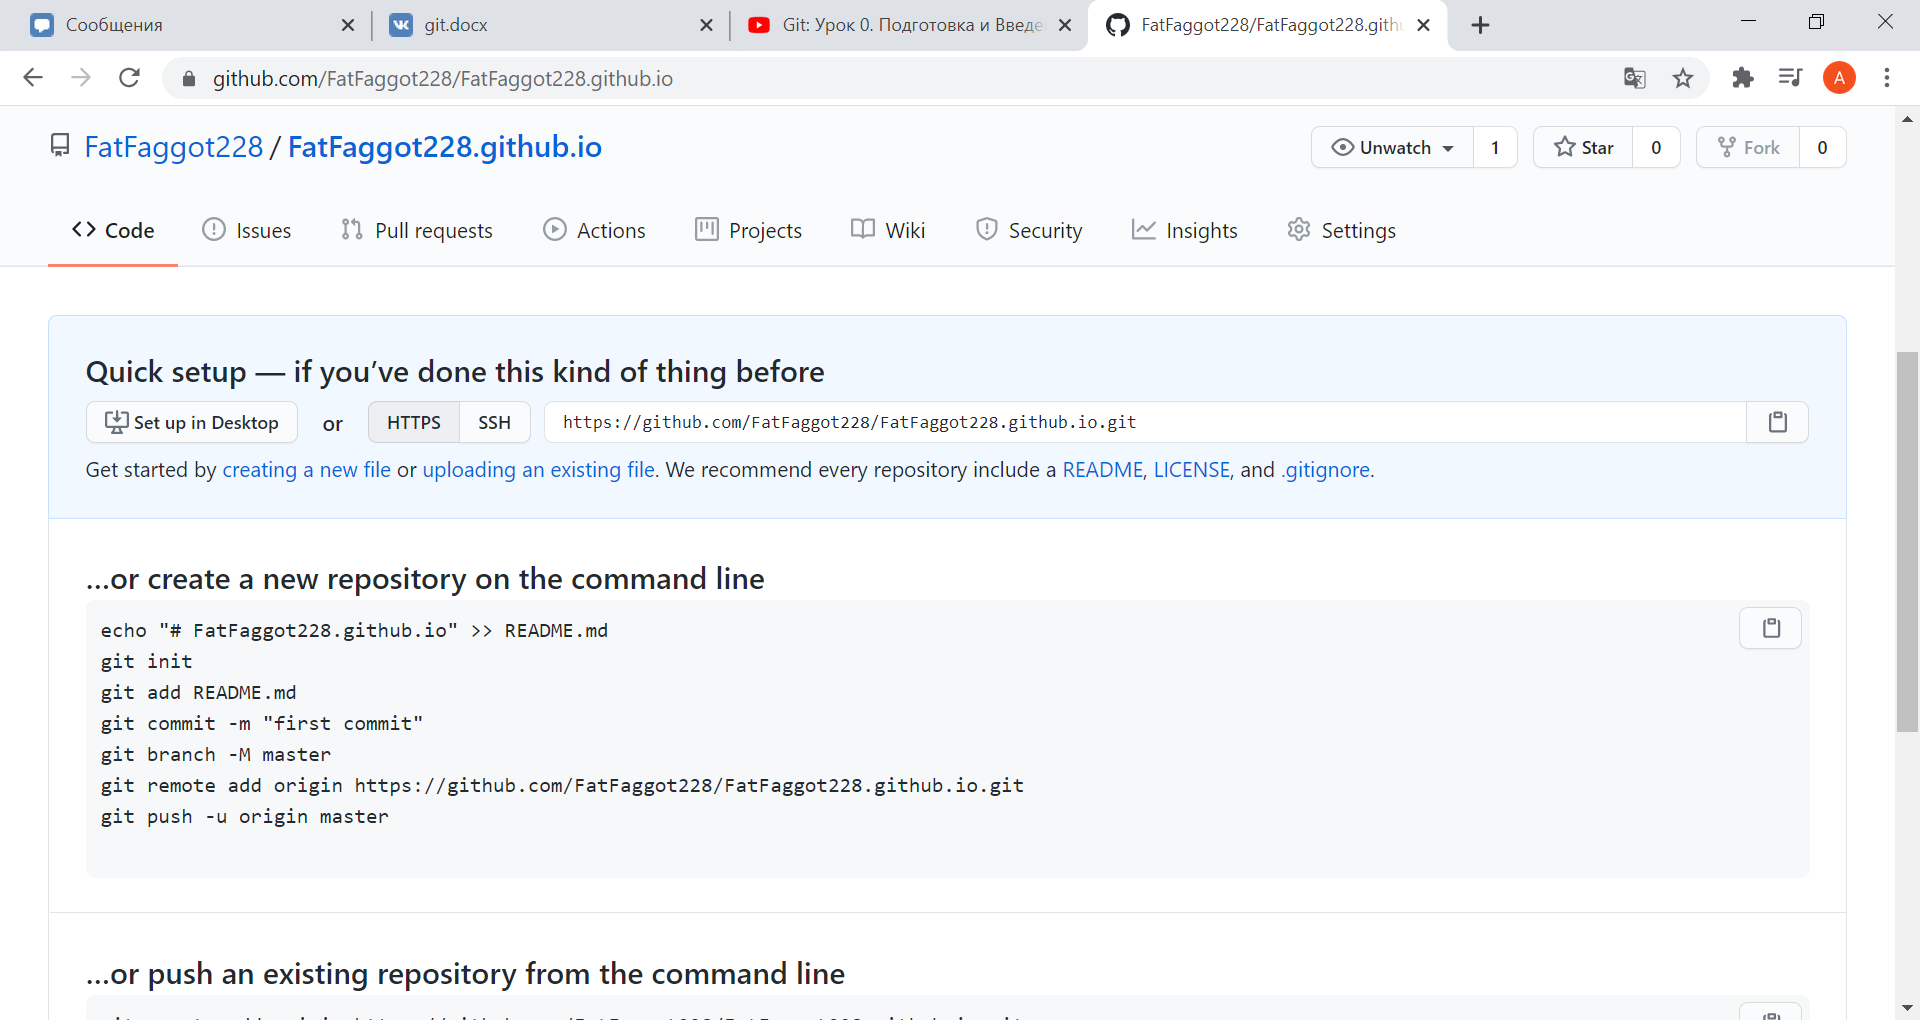 Сообщения
git.docx
Git: Урок 0. Подготовка и Введе
FatFaggot228/FatFaggot228.gith
github.com/FatFaggot228/FatFaggot228.github.io
A
FatFaggot228 / FatFaggot228.github.io
Unwatch 1
Star 0
Fork 0
Code
Issues
Pull requests
Actions
Projects
Wiki
Security
Insights
Settings
Quick setup — if you’ve done this kind of thing before
Set up in Desktop or HTTPS SSH https://github.com/FatFaggot228/FatFaggot228.github.io.git
Get started by creating a new file or uploading an existing file. We recommend every repository include a README, LICENSE, and .gitignore.
…or create a new repository on the command line
echo "# FatFaggot228.github.io" >> README.md
git init
git add README.md
git commit -m "first commit"
git branch -M master
git remote add origin https://github.com/FatFaggot228/FatFaggot228.github.io.git
git push -u origin master
…or push an existing repository from the command line